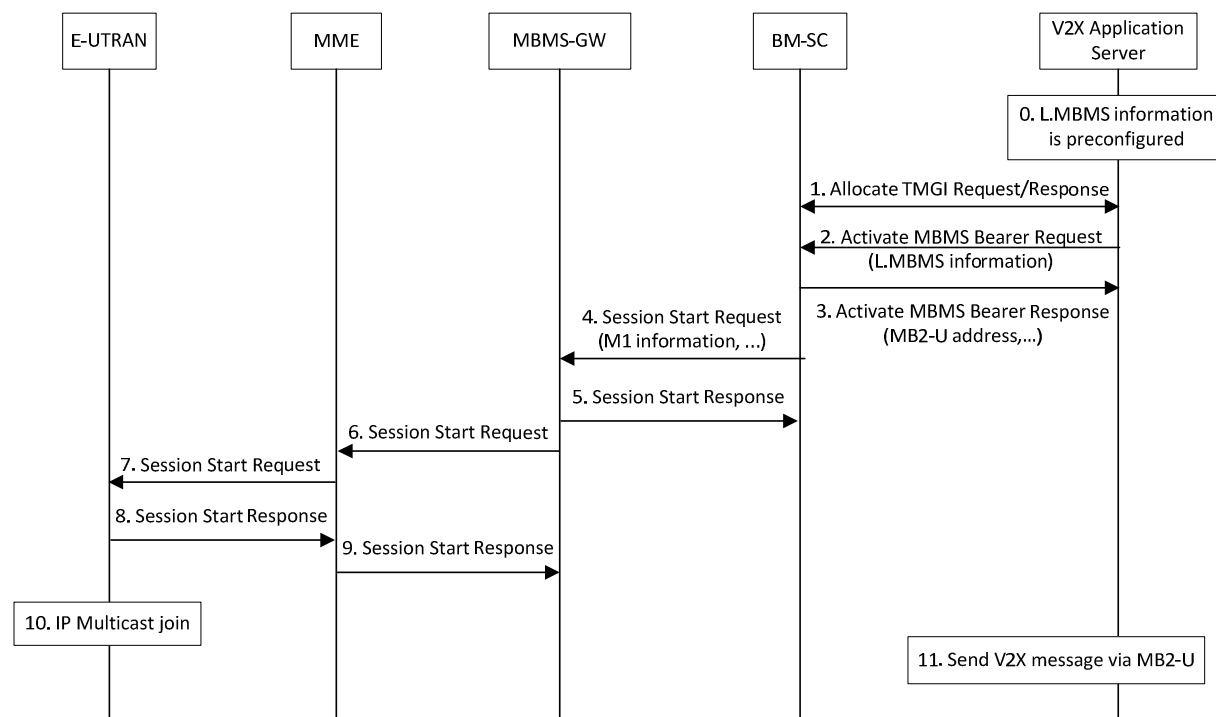 E-UTRAN
MME
MBMS-GW
BM-SC
V2X Application
Server
0. L.MBMS information
is preconfigured
1. Allocate TMGI Request/Response
2. Activate MBMS Bearer Request
(L.MBMS information)
3. Activate MBMS Bearer Response
(MB2-U address,...)
4. Session Start Request
(M1 information, ...)
5. Session Start Response
6. Session Start Request
7. Session Start Request
8. Session Start Response
9. Session Start Response
10. IP Multicast join
11. Send V2X message via MB2-U